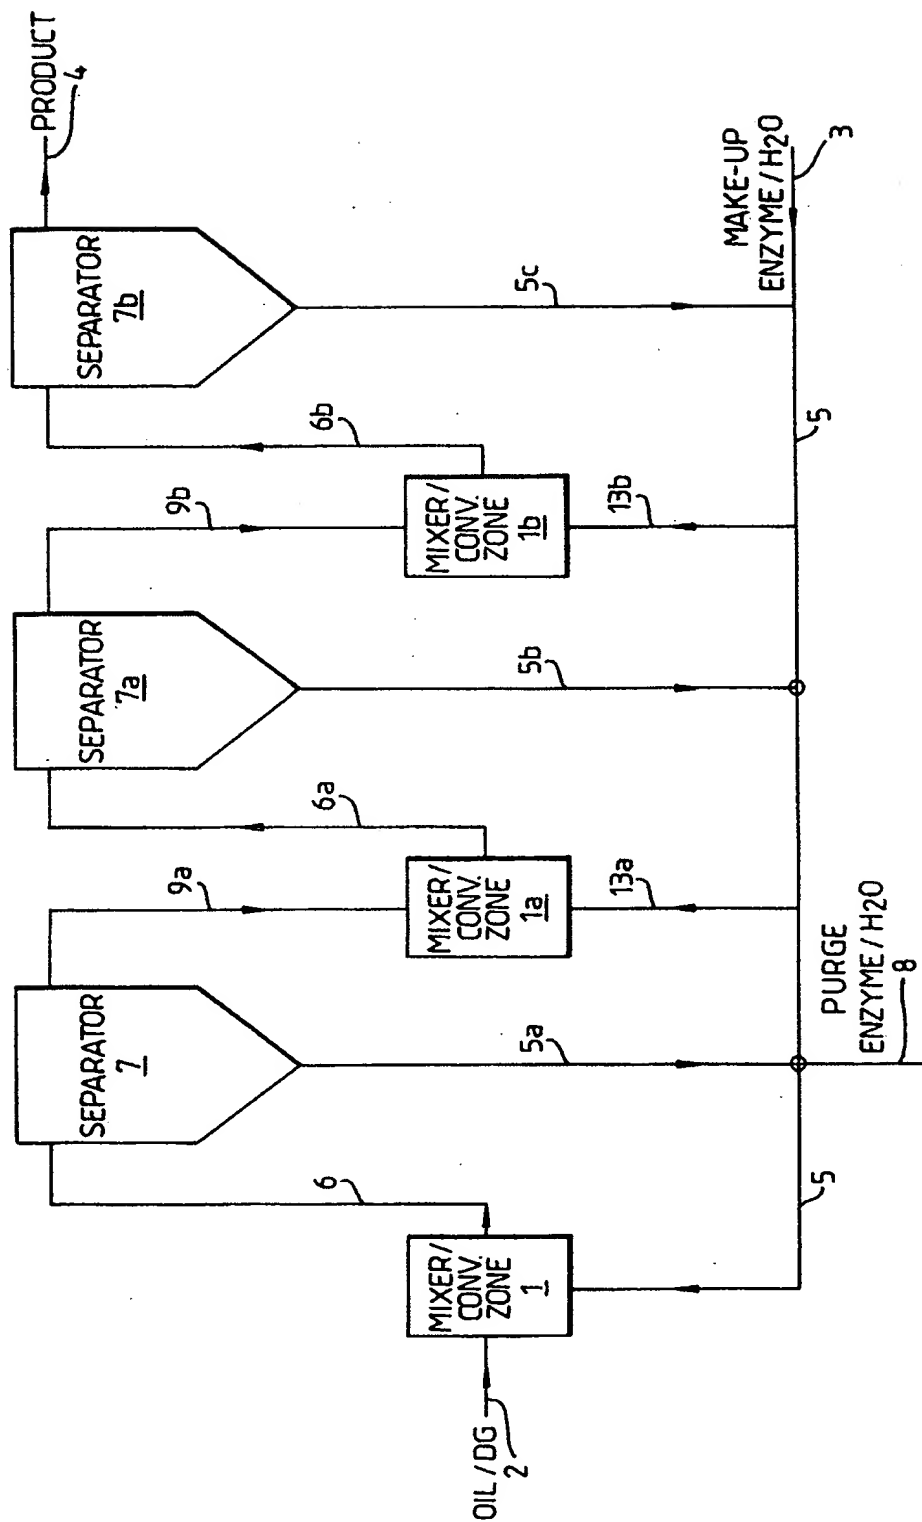 OIL/DG
2
MIXER/
CONV.
ZONE
1
6
SEPARATOR
7
5a
5
PURGE
ENZYME/H2O
8
9a
MIXER/
CONV.
ZONE
1a
13a
6a
SEPARATOR
7a
5b
9b
MIXER/
CONV.
ZONE
1b
13b
6b
SEPARATOR
7b
5c
5
MAKE-UP
ENZYME/H2O
3
PRODUCT
4